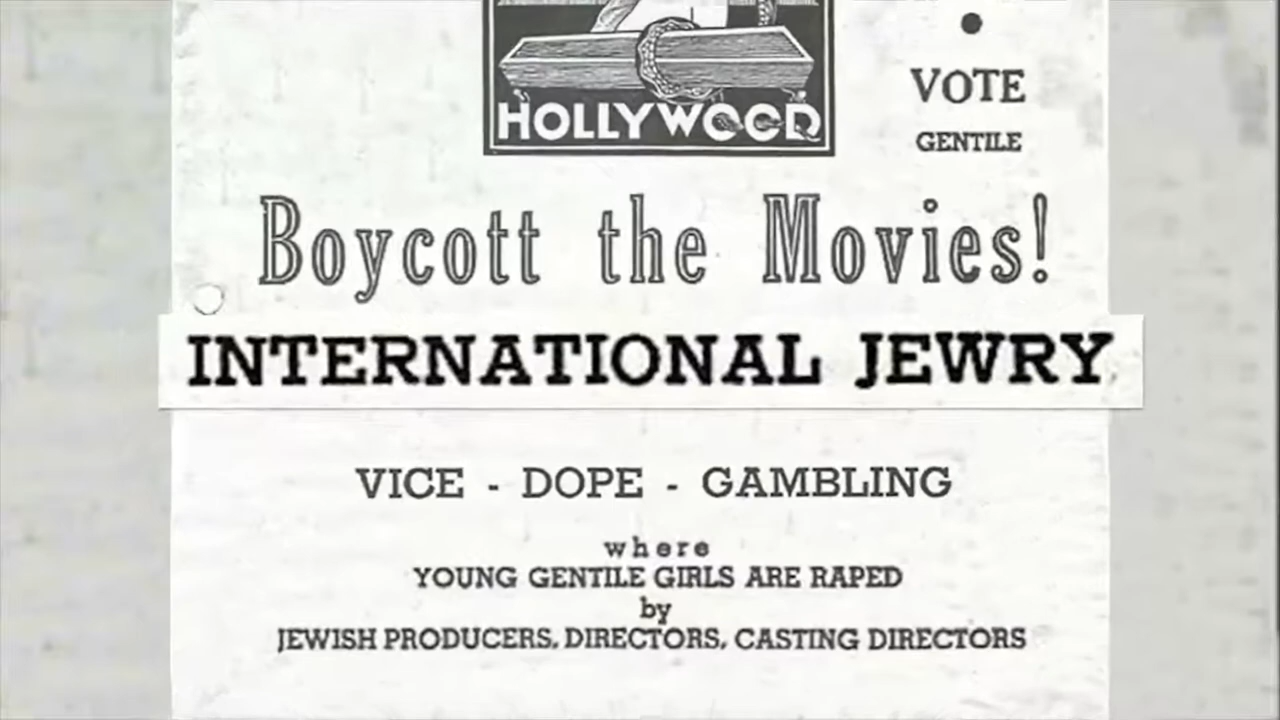 HOLLYWOOD
VOTE
GENTILE
Boycott the Movies!
INTERNATIONAL JEWRY
VICE - DOPE - GAMBLING
where
YOUNG GENTILE GIRLS ARE RAPED
by
JEWISH PRODUCERS, DIRECTORS, CASTING DIRECTORS